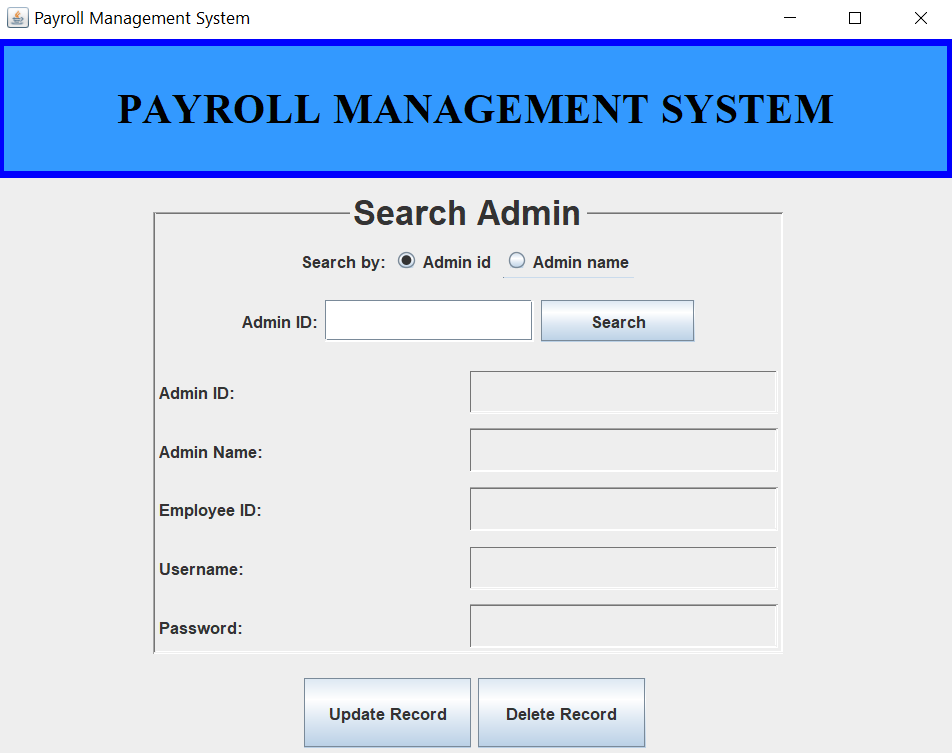 Payroll Management System
PAYROLL MANAGEMENT SYSTEM
Search Admin
Search by: Admin id Admin name
Admin ID: Search
Admin ID:
Admin Name:
Employee ID:
Username:
Password:
Update Record Delete Record